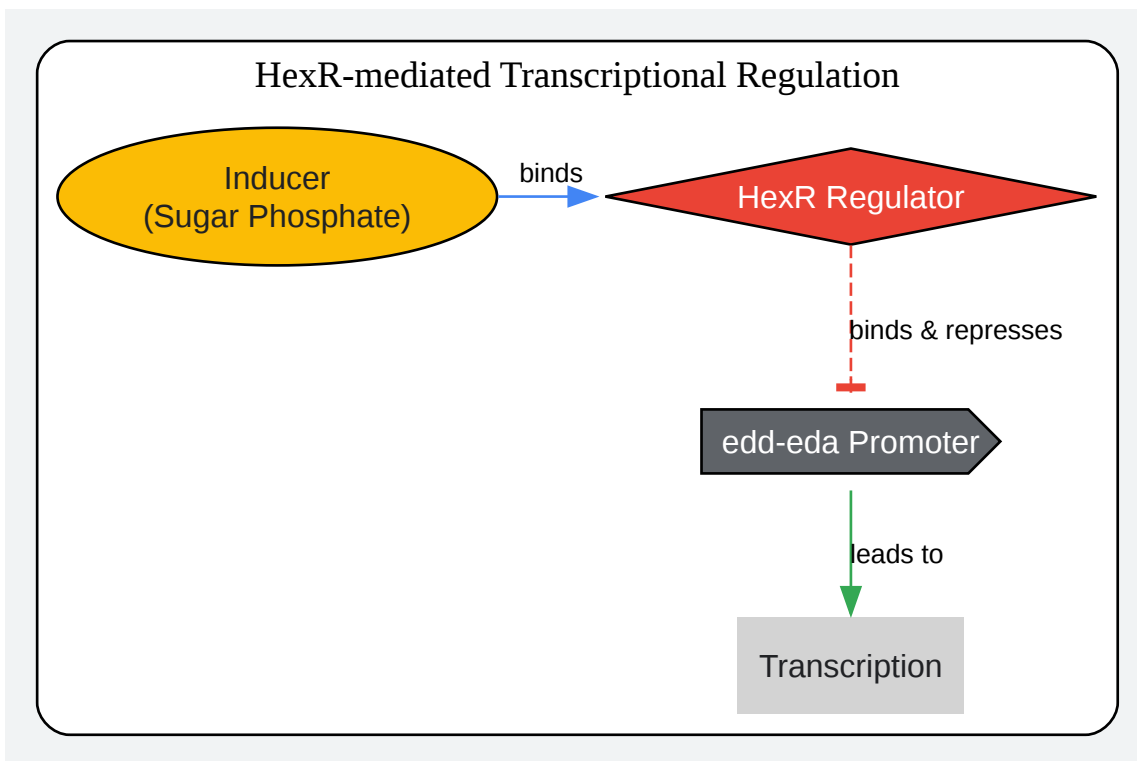 HexR-mediated Transcriptional Regulation
Inducer
(Sugar Phosphate)
binds
HexR Regulator
binds & represses
edd-eda Promoter
leads to
Transcription